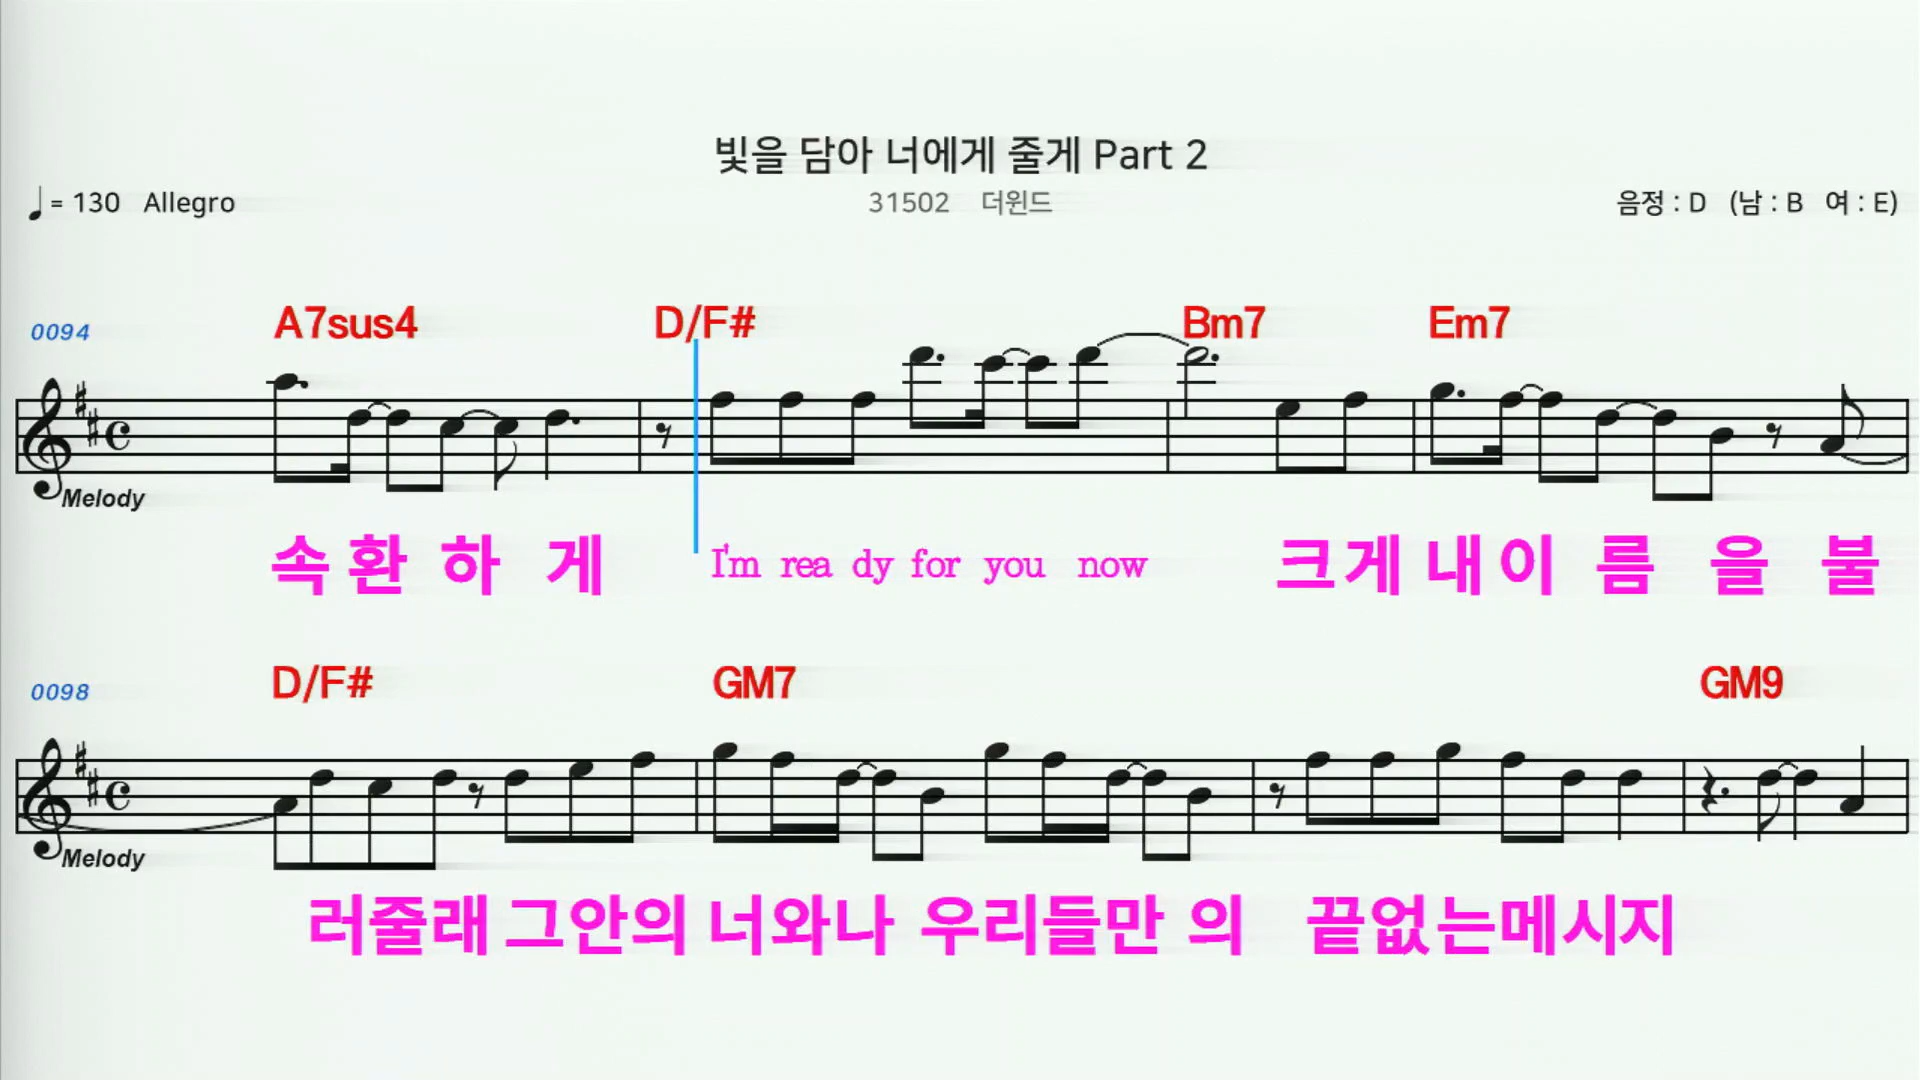 빛을 담아 너에게 줄게 Part 2
♩= 130 Allegro 31502 더윈드 음정 : D (남 : B 여 : E)
0094 A7sus4 D/F# Bm7 Em7
Melody
속 환 하 게 I'm rea dy for you now 크게 내 이 름 을 불
0098 D/F# GM7 GM9
Melody
러줄래 그안의 너와나 우리들만 의 끝없는메시지